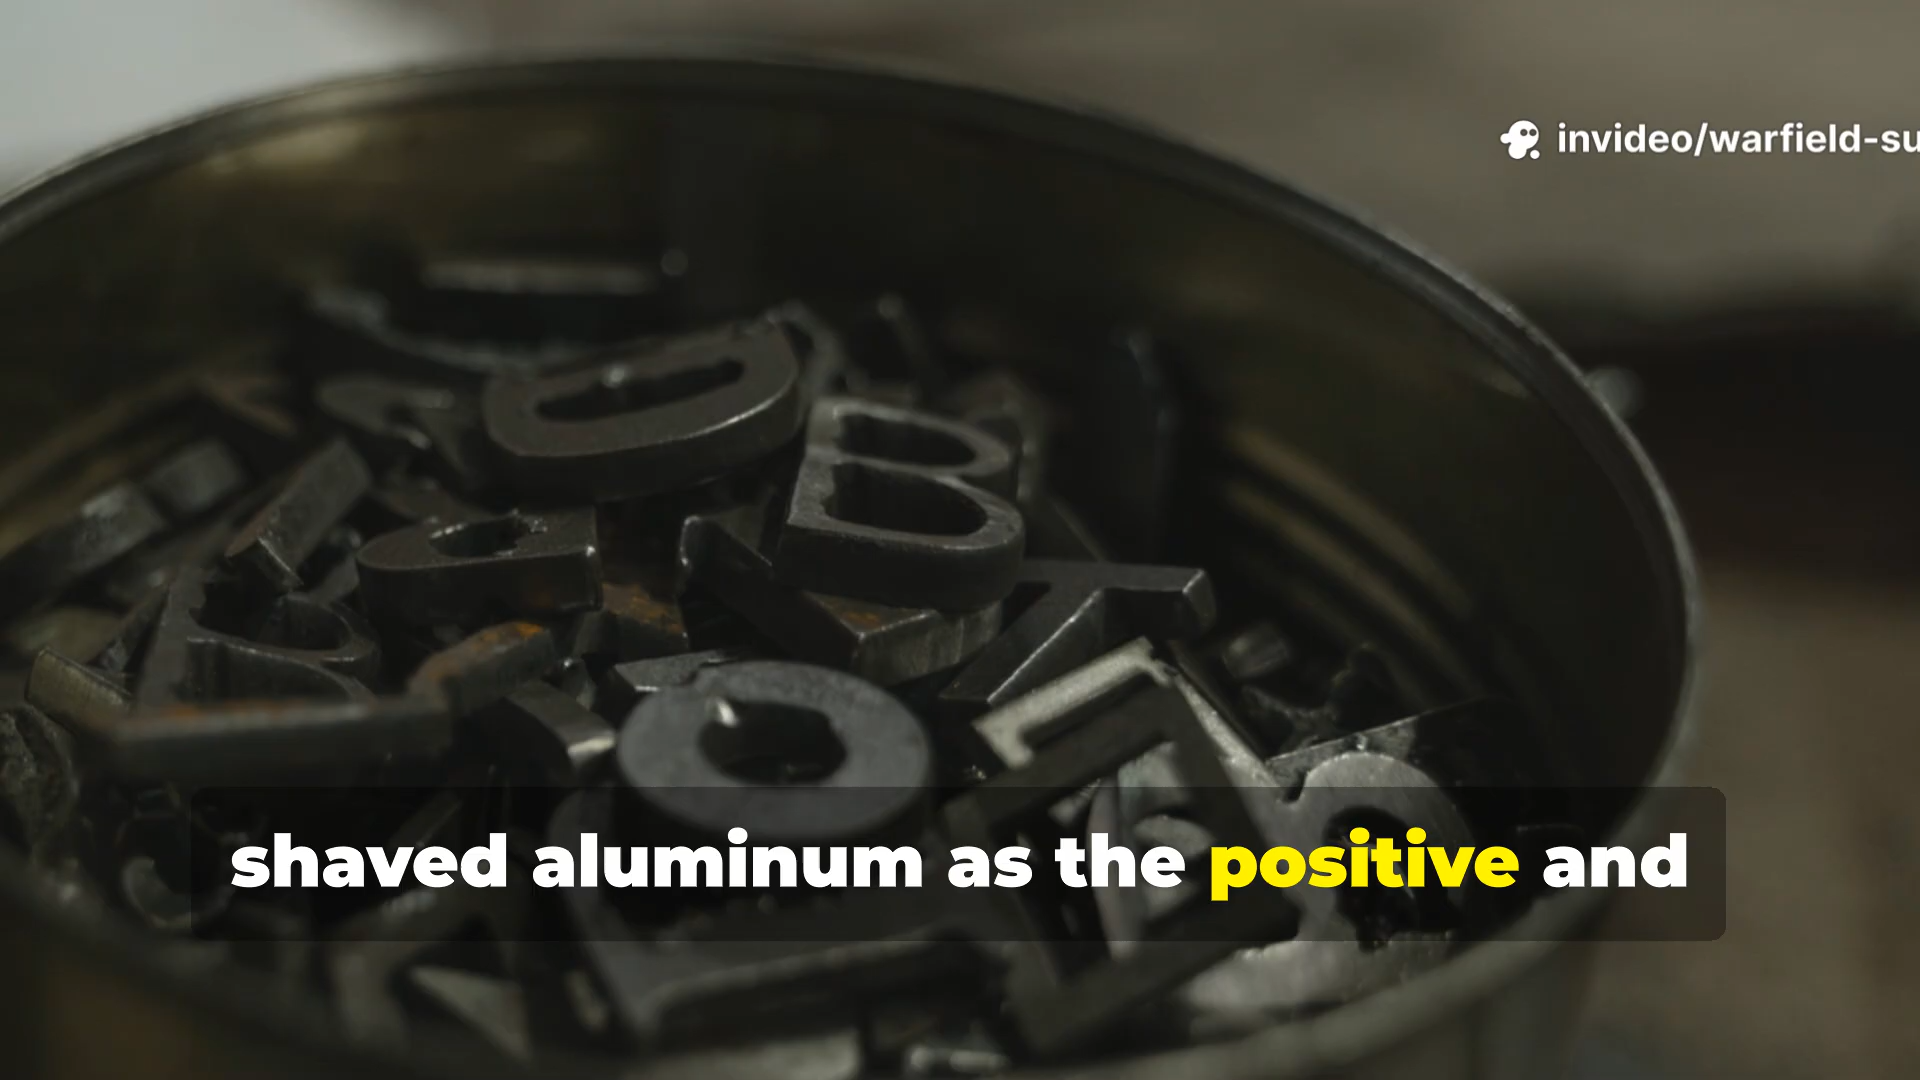 invideo/warfield-su
D
B
shaved aluminum as the positive and